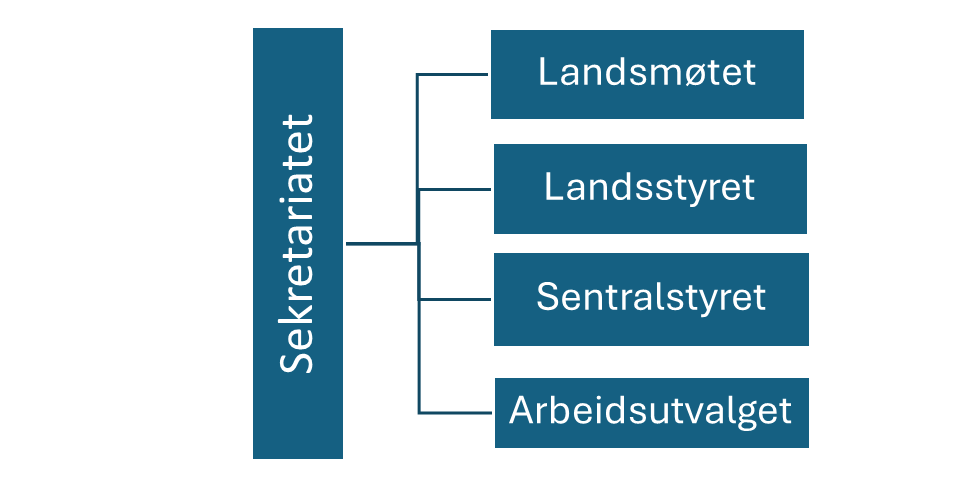 Sekretariatet
Landsmøtet
Landsstyret
Sentralstyret
Arbeidsutvalget